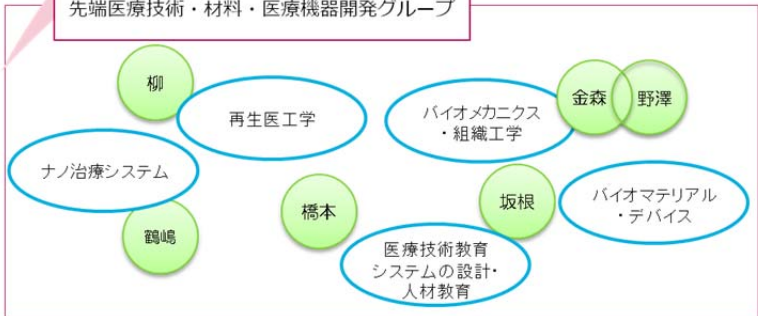 先端医療技術・材料・医療機器開発グループ
柳
再生医工学
バイオメカニクス
・組織工学
金森
野澤
ナノ治療システム
鶴嶋
橋本
坂根
バイオマテリアル
・デバイス
医療技術教育
システムの設計・
人材教育